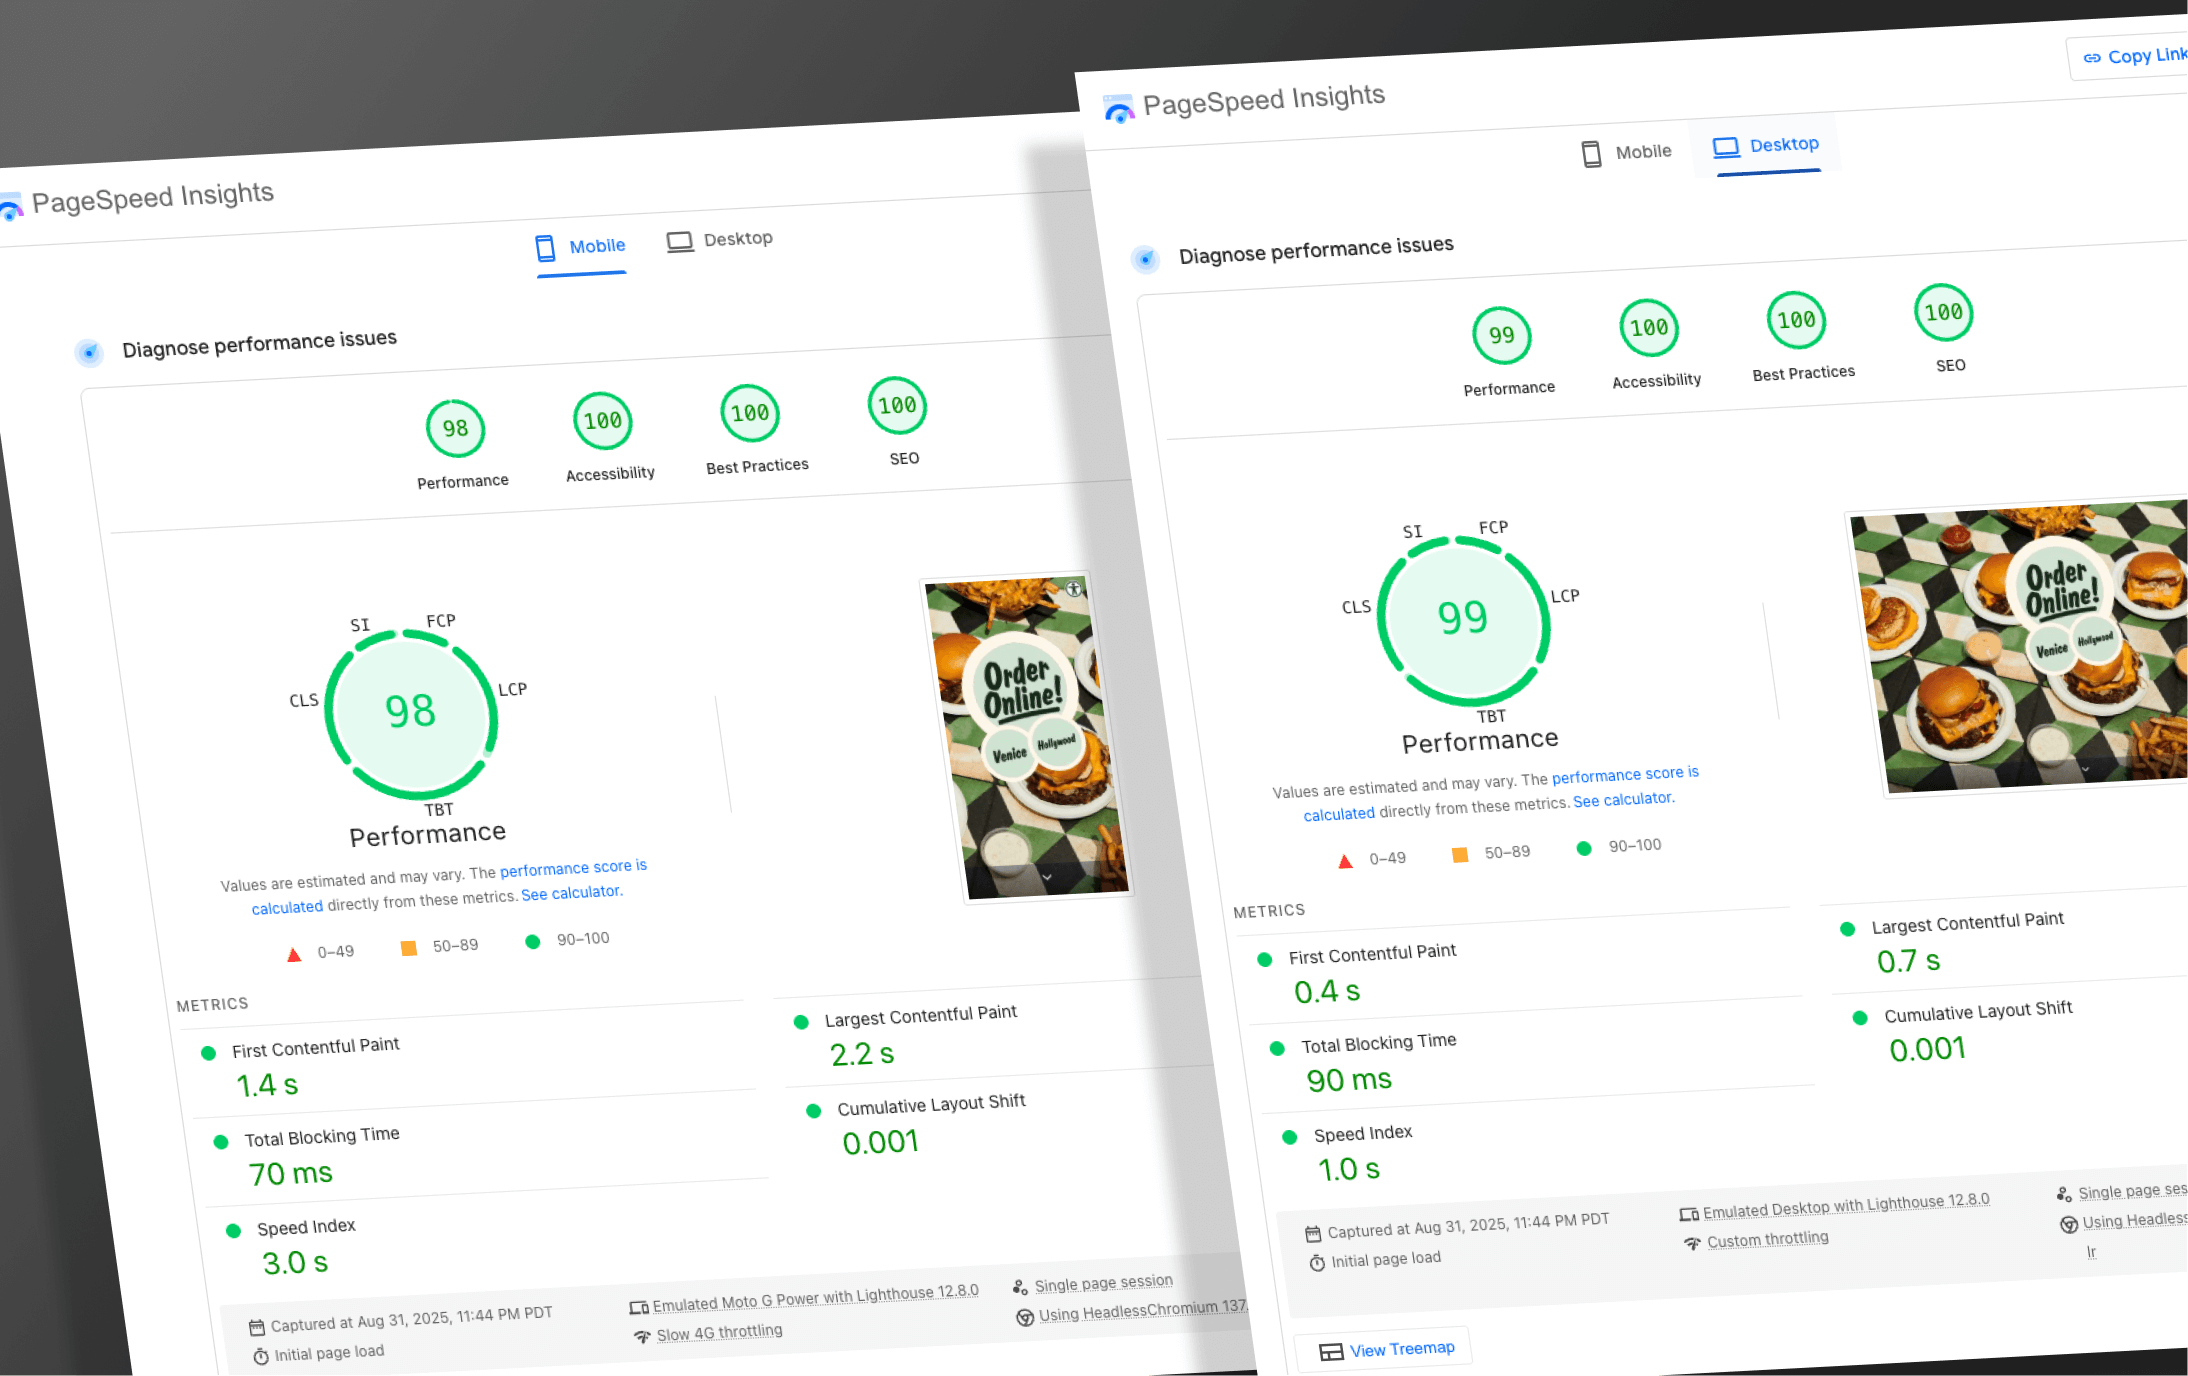 PageSpeed Insights
Mobile
Desktop
Diagnose performance issues
98
100
100
100
Performance
Accessibility
Best Practices
SEO
SI
FCP
CLS
LCP
98
TBT
Performance
Values are estimated and may vary. The performance score is
calculated directly from these metrics. See calculator.
0–49
50–89
90–100
Order
Online!
Venice
Hollywood
METRICS
First Contentful Paint
1.4 s
Largest Contentful Paint
2.2 s
Total Blocking Time
70 ms
Cumulative Layout Shift
0.001
Speed Index
3.0 s
Captured at Aug 31, 2025, 11:44 PM PDT
Emulated Moto G Power with Lighthouse 12.8.0
Single page session
Initial page load
Slow 4G throttling
Using HeadlessChromium 137.
PageSpeed Insights
Copy Link
Mobile
Desktop
Diagnose performance issues
99
100
100
100
Performance
Accessibility
Best Practices
SEO
SI
FCP
CLS
LCP
99
TBT
Performance
Values are estimated and may vary. The performance score is
calculated directly from these metrics. See calculator.
0–49
50–89
90–100
Order
Online!
Venice
Hollywood
METRICS
First Contentful Paint
0.4 s
Largest Contentful Paint
0.7 s
Total Blocking Time
90 ms
Cumulative Layout Shift
0.001
Speed Index
1.0 s
Captured at Aug 31, 2025, 11:44 PM PDT
Emulated Desktop with Lighthouse 12.8.0
Single page ses
Initial page load
Custom throttling
Using Headless
lr
View Treemap